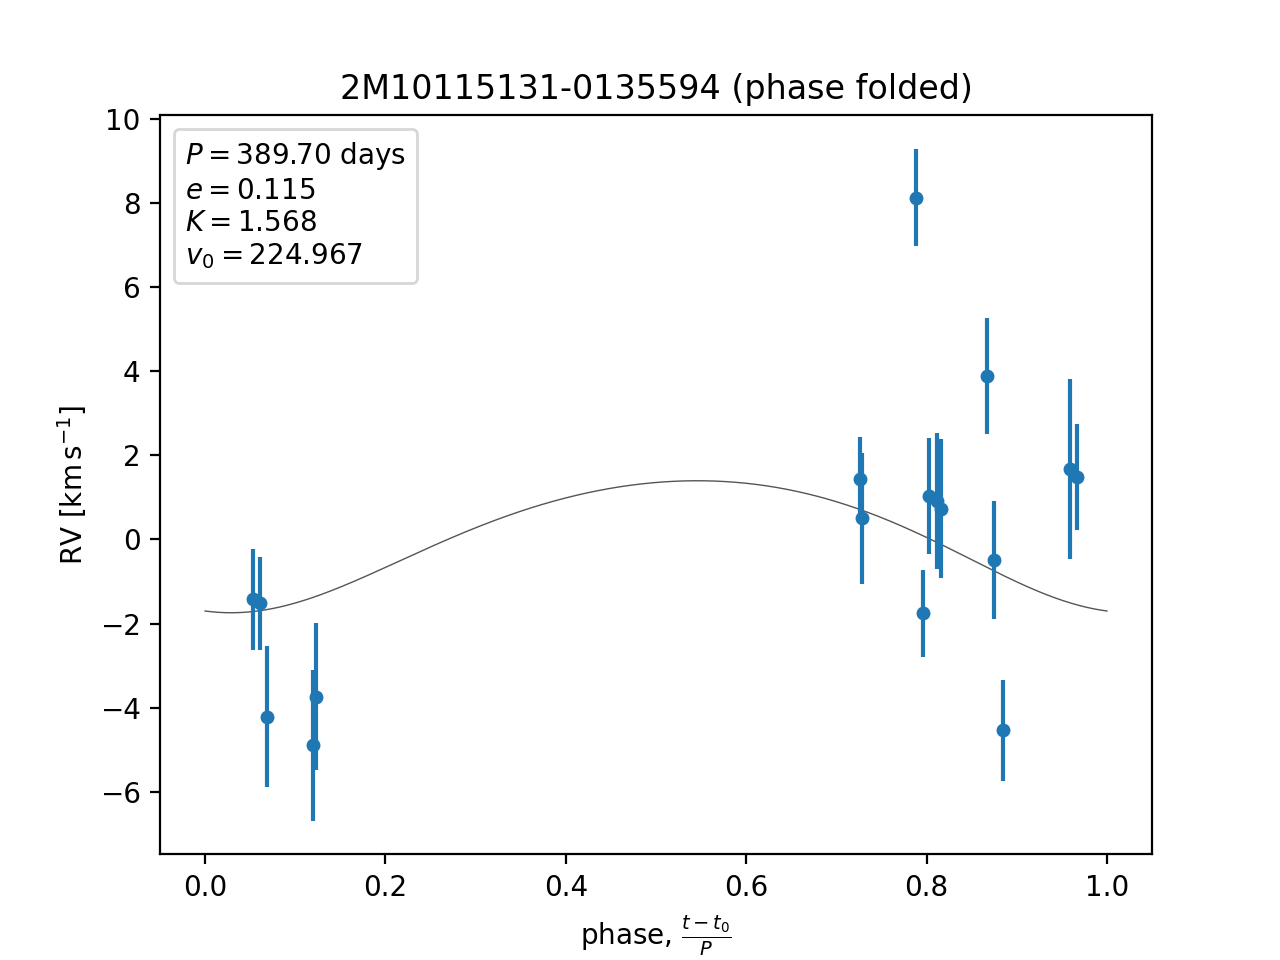 2M10115131-0135594 (phase folded)
P = 389.70 days
e = 0.115
K = 1.568
v₀ = 224.967
10
8
6
4
2
0
−2
−4
−6
RV [km s⁻¹]
0.0 0.2 0.4 0.6 0.8 1.0
phase, (t − t₀)/P